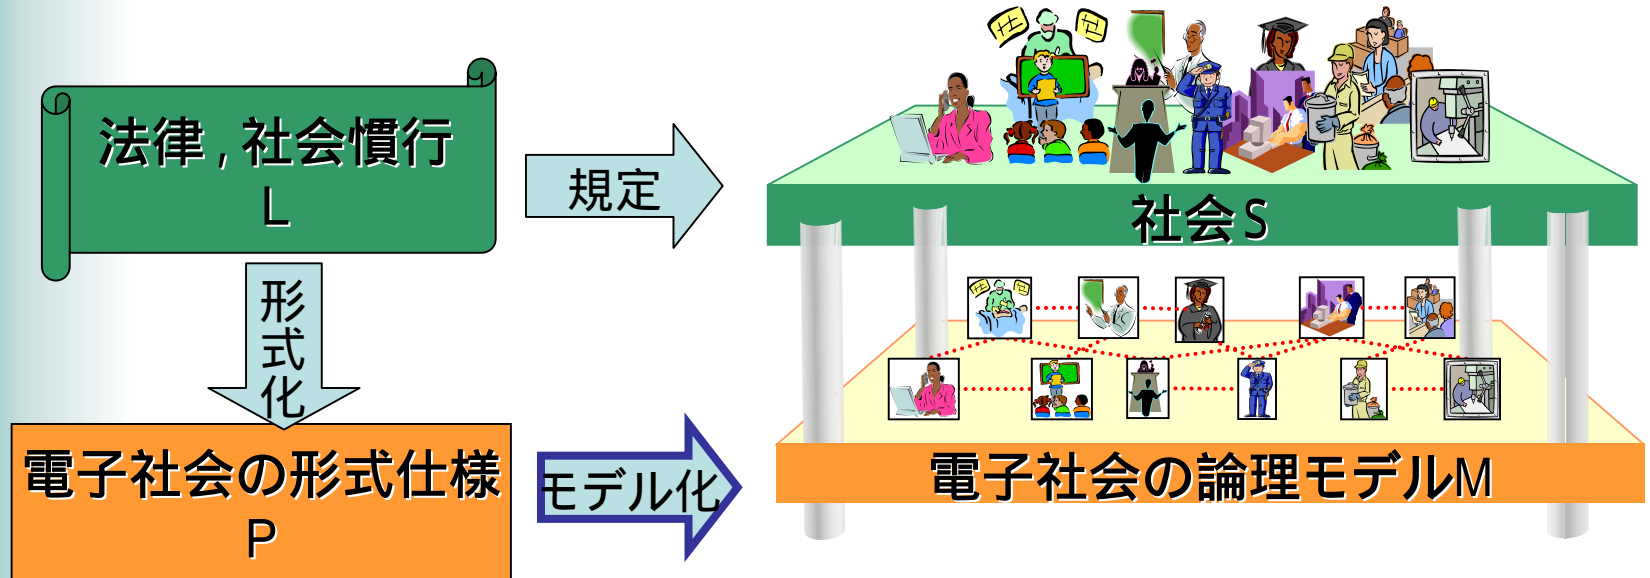 法律，社会慣行
L
規定
社会S
形式化
電子社会の形式仕様
P
モデル化
電子社会の論理モデルM